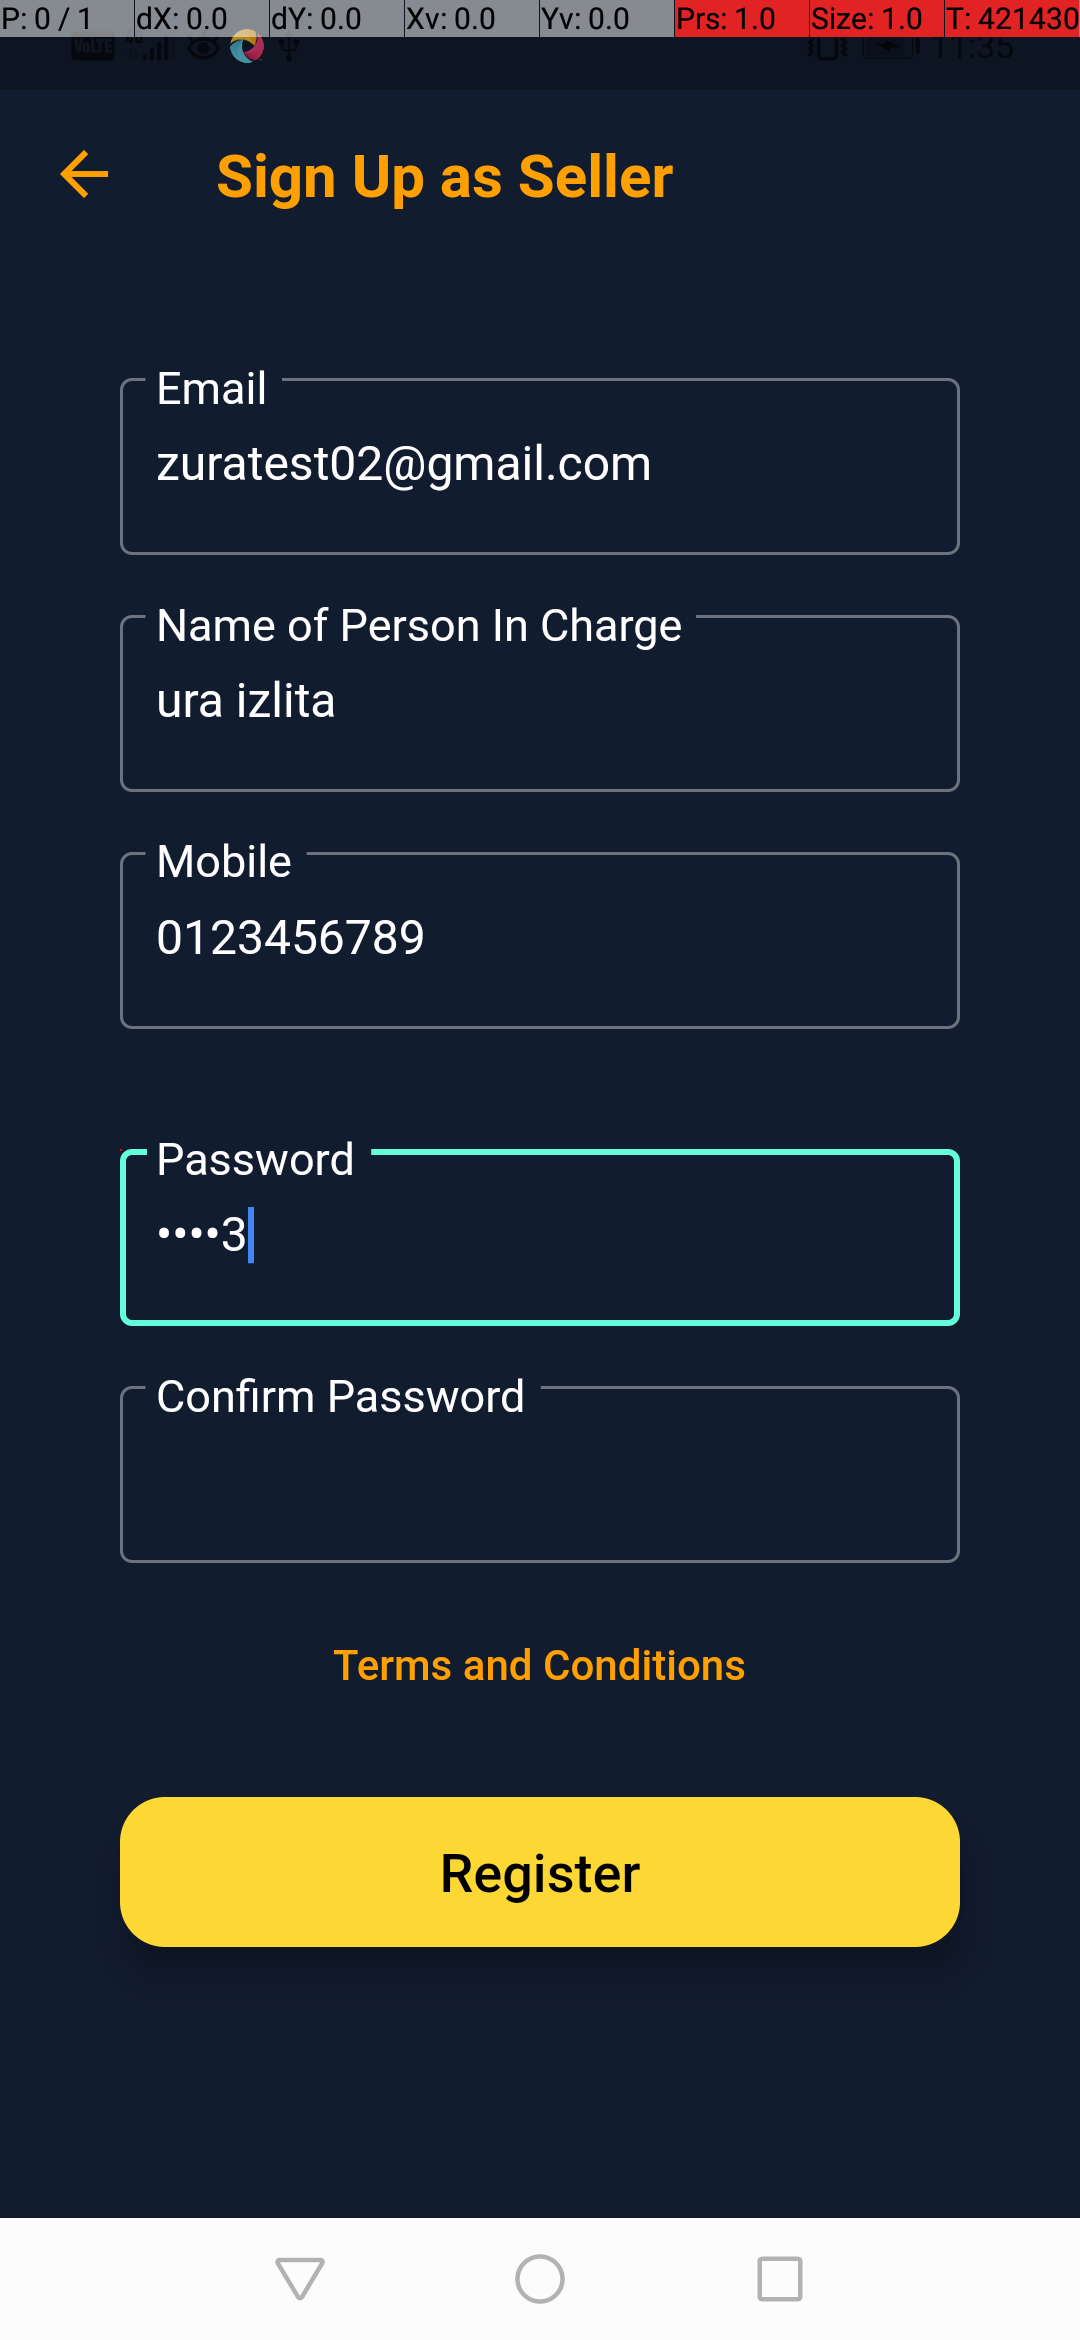 P: 0 / 1 dX: 0.0 dY: 0.0 Xv: 0.0 Yv: 0.0 Prs: 1.0 Size: 1.0 T: 421430
VoLTE 11:35
Sign Up as Seller
Email
zuratest02@gmail.com
Name of Person In Charge
ura izlita
Mobile
0123456789
Password
••••3
Confirm Password
Terms and Conditions
Register